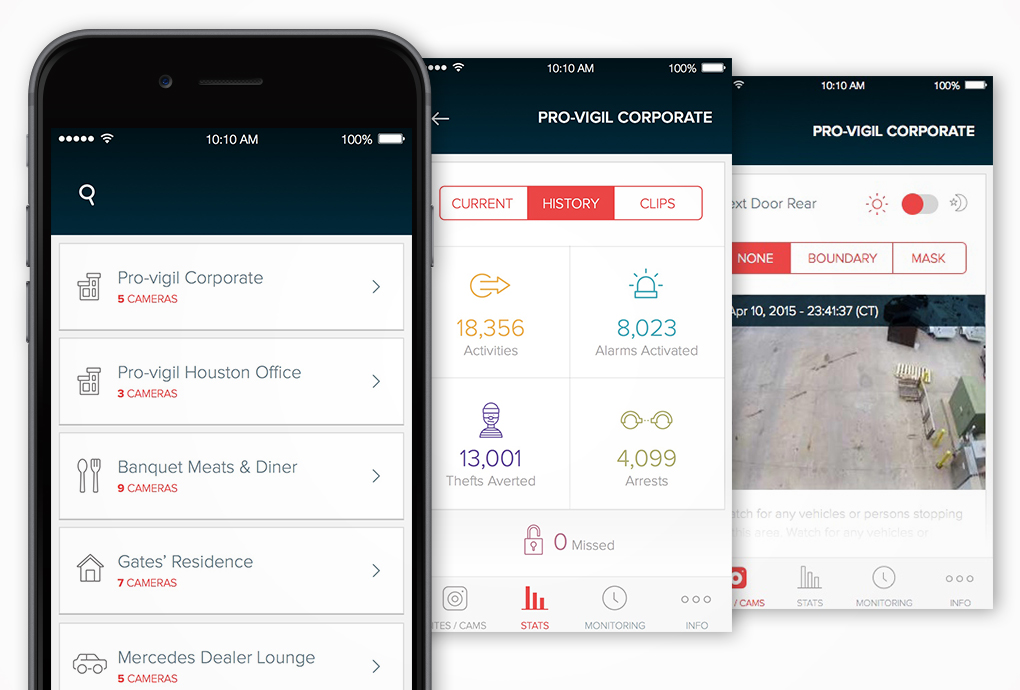 10:10 AM 100%
Pro-vigil Corporate
5 CAMERAS
Pro-vigil Houston Office
3 CAMERAS
Banquet Meats & Diner
9 CAMERAS
Gates' Residence
7 CAMERAS
Mercedes Dealer Lounge
5 CAMERAS
10:10 AM 100%
PRO-VIGIL CORPORATE
CURRENT HISTORY CLIPS
18,356 8,023
Activities Alarms Activated
13,001 4,099
Thefts Averted Arrests
0 Missed
ITES / CAMS STATS MONITORING INFO
10:10 AM 100%
PRO-VIGIL CORPORATE
ext Door Rear
NONE BOUNDARY MASK
Apr 10, 2015 - 23:41:37 (CT)
atch for any vehicles or persons stopping
this area. Watch for any vehicles or
/ CAMS STATS MONITORING INFO